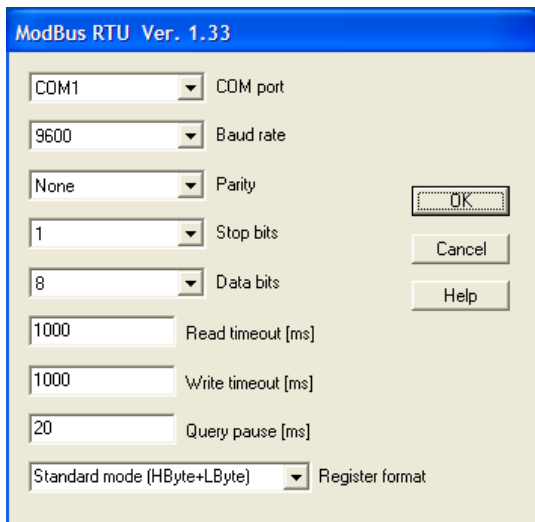 ModBus RTU Ver. 1.33
COM1 COM port
9600 Baud rate
None Parity
OK
1 Stop bits
Cancel
8 Data bits
Help
1000 Read timeout [ms]
1000 Write timeout [ms]
20 Query pause [ms]
Standard mode (HByte+LByte) Register format